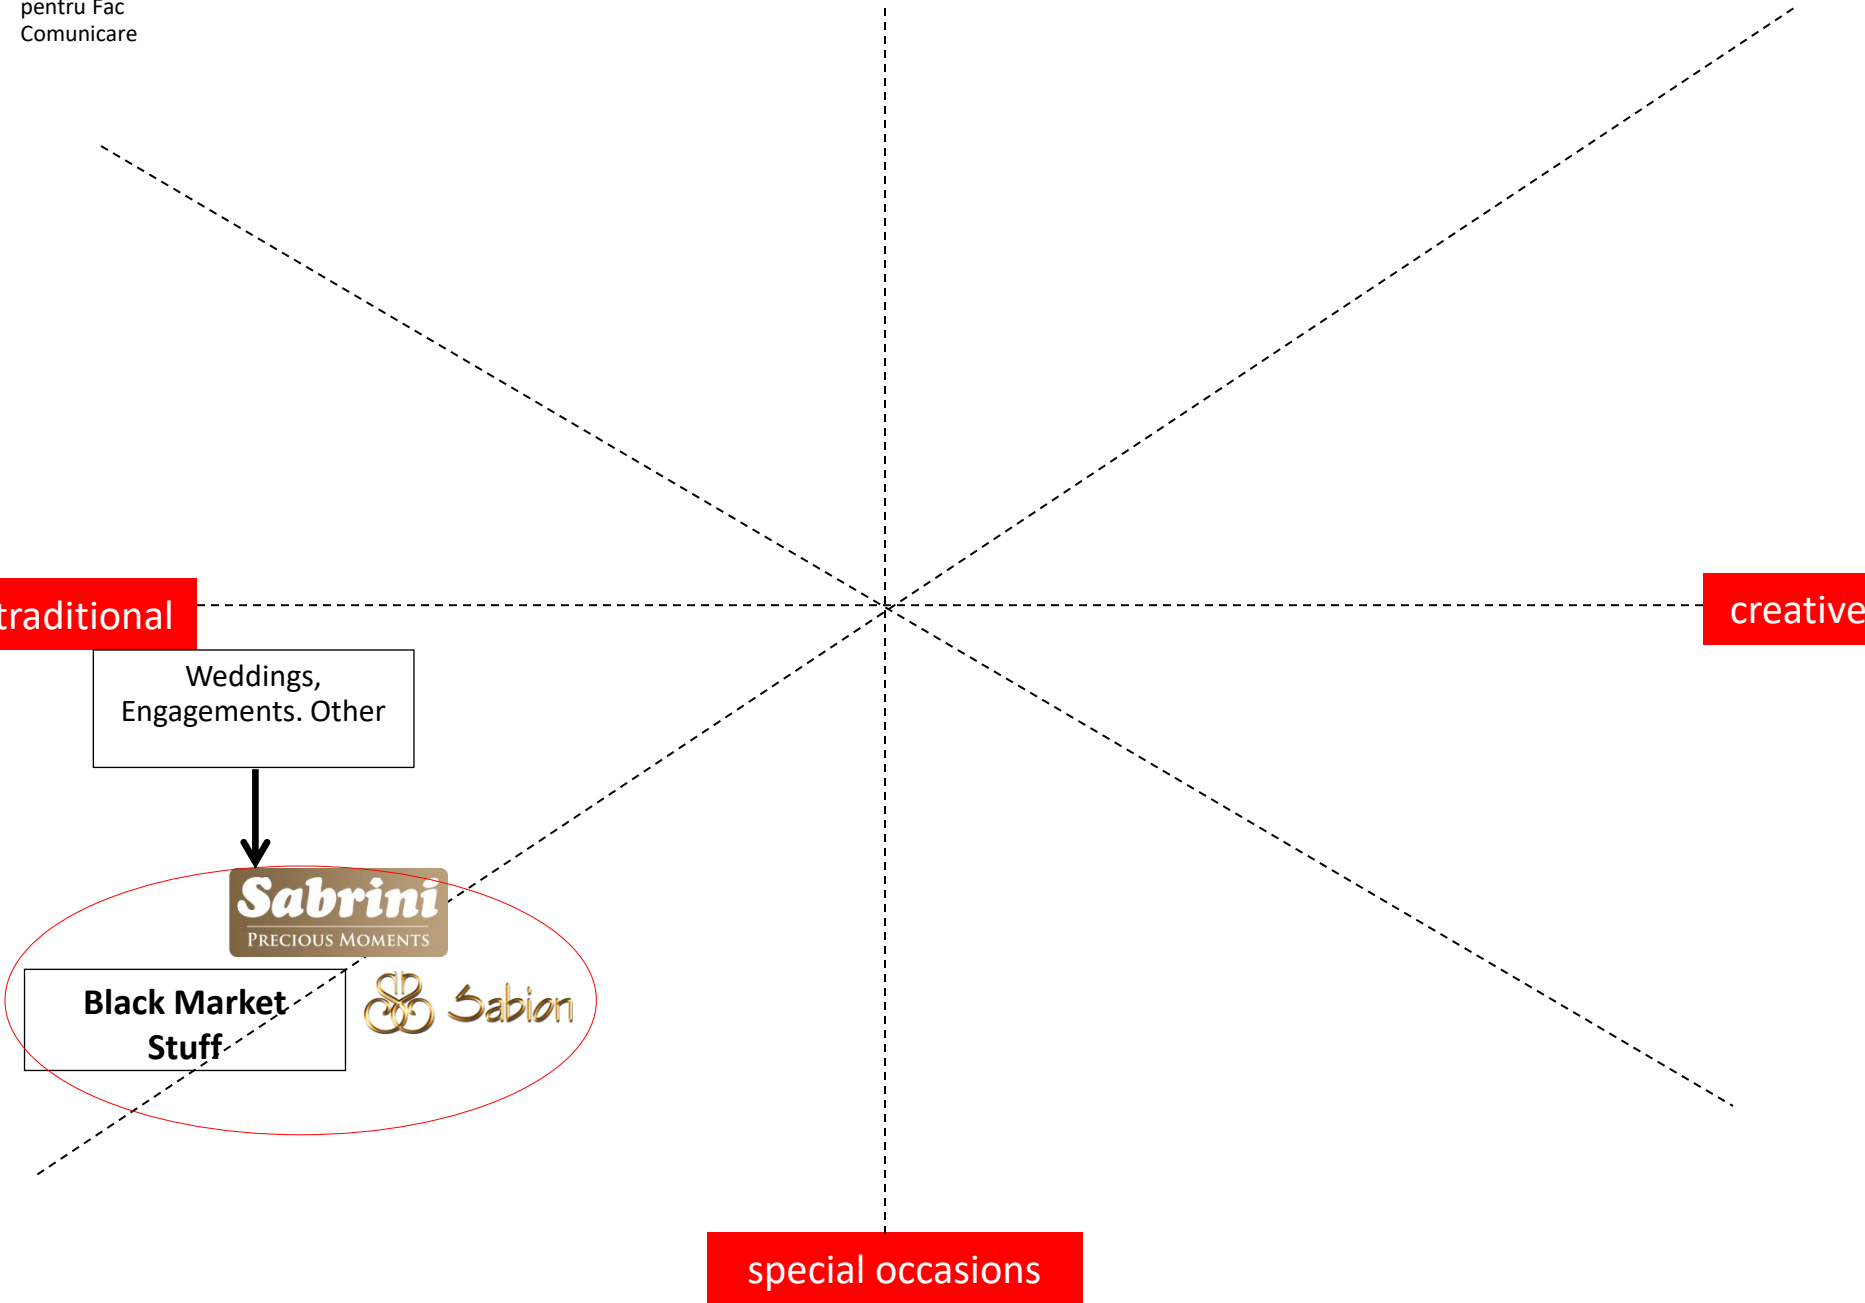 pentru Fac
Comunicare
traditional
creative
Weddings,
Engagements. Other
Sabrini
PRECIOUS MOMENTS
Black Market
Stuff
Sabion
special occasions